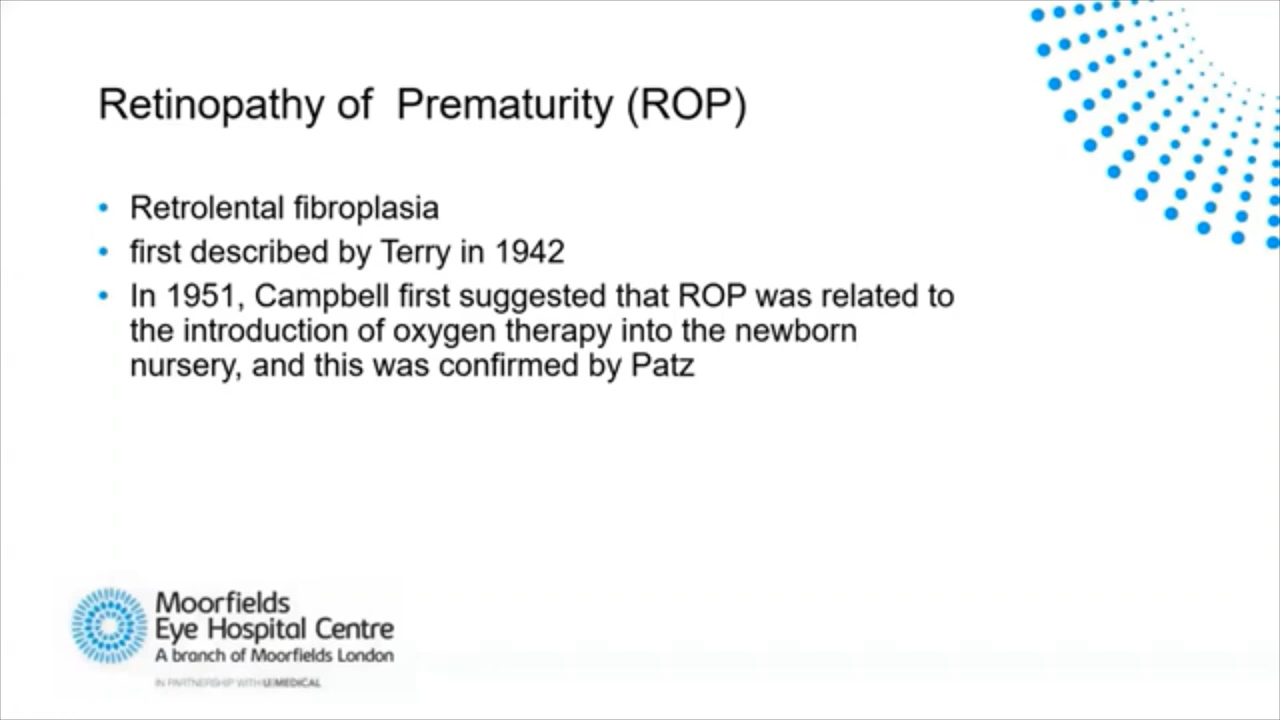 Retinopathy of Prematurity (ROP)
• Retrolental fibroplasia
• first described by Terry in 1942
• In 1951, Campbell first suggested that ROP was related to
the introduction of oxygen therapy into the newborn
nursery, and this was confirmed by Patz
Moorfields
Eye Hospital Centre
A branch of Moorfields London
IN PARTNERSHIP WITH UEMEDICAL